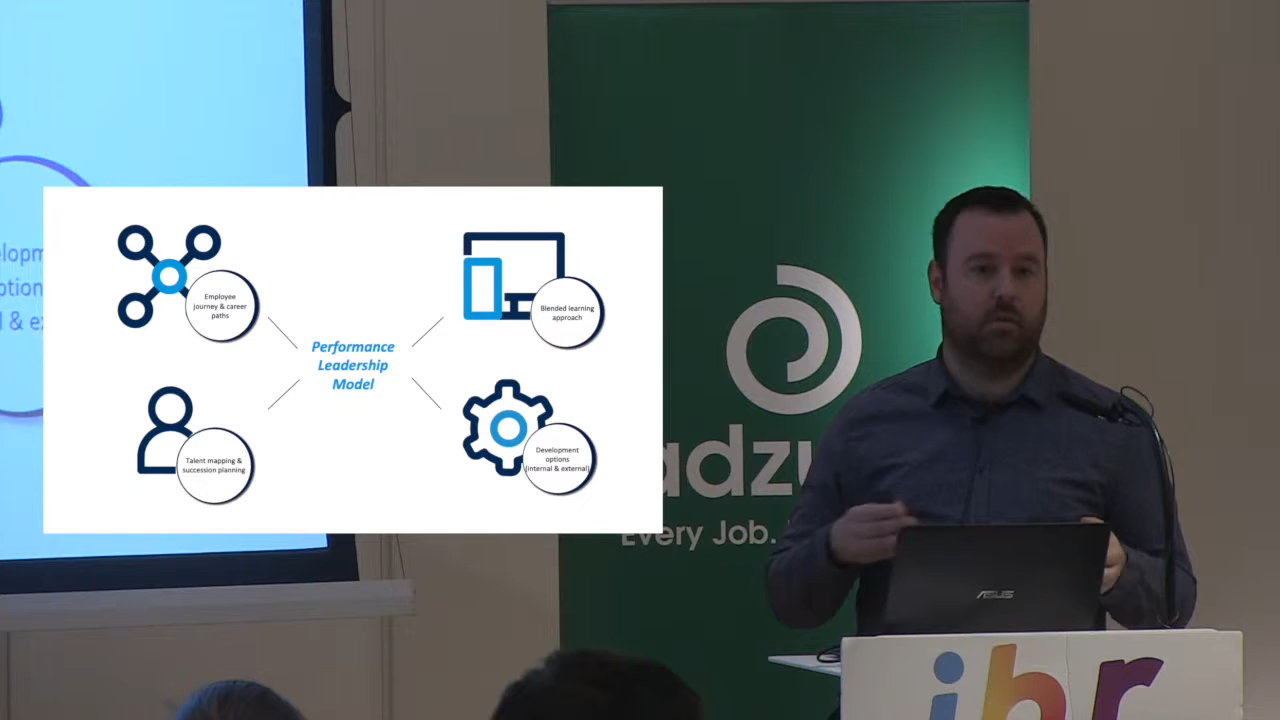 Employee
journey & career
paths
Blended learning
approach
Performance
Leadership
Model
Talent mapping &
succession planning
Development
options
(internal & external)
adzu
Every Job.
ASUS
ibr